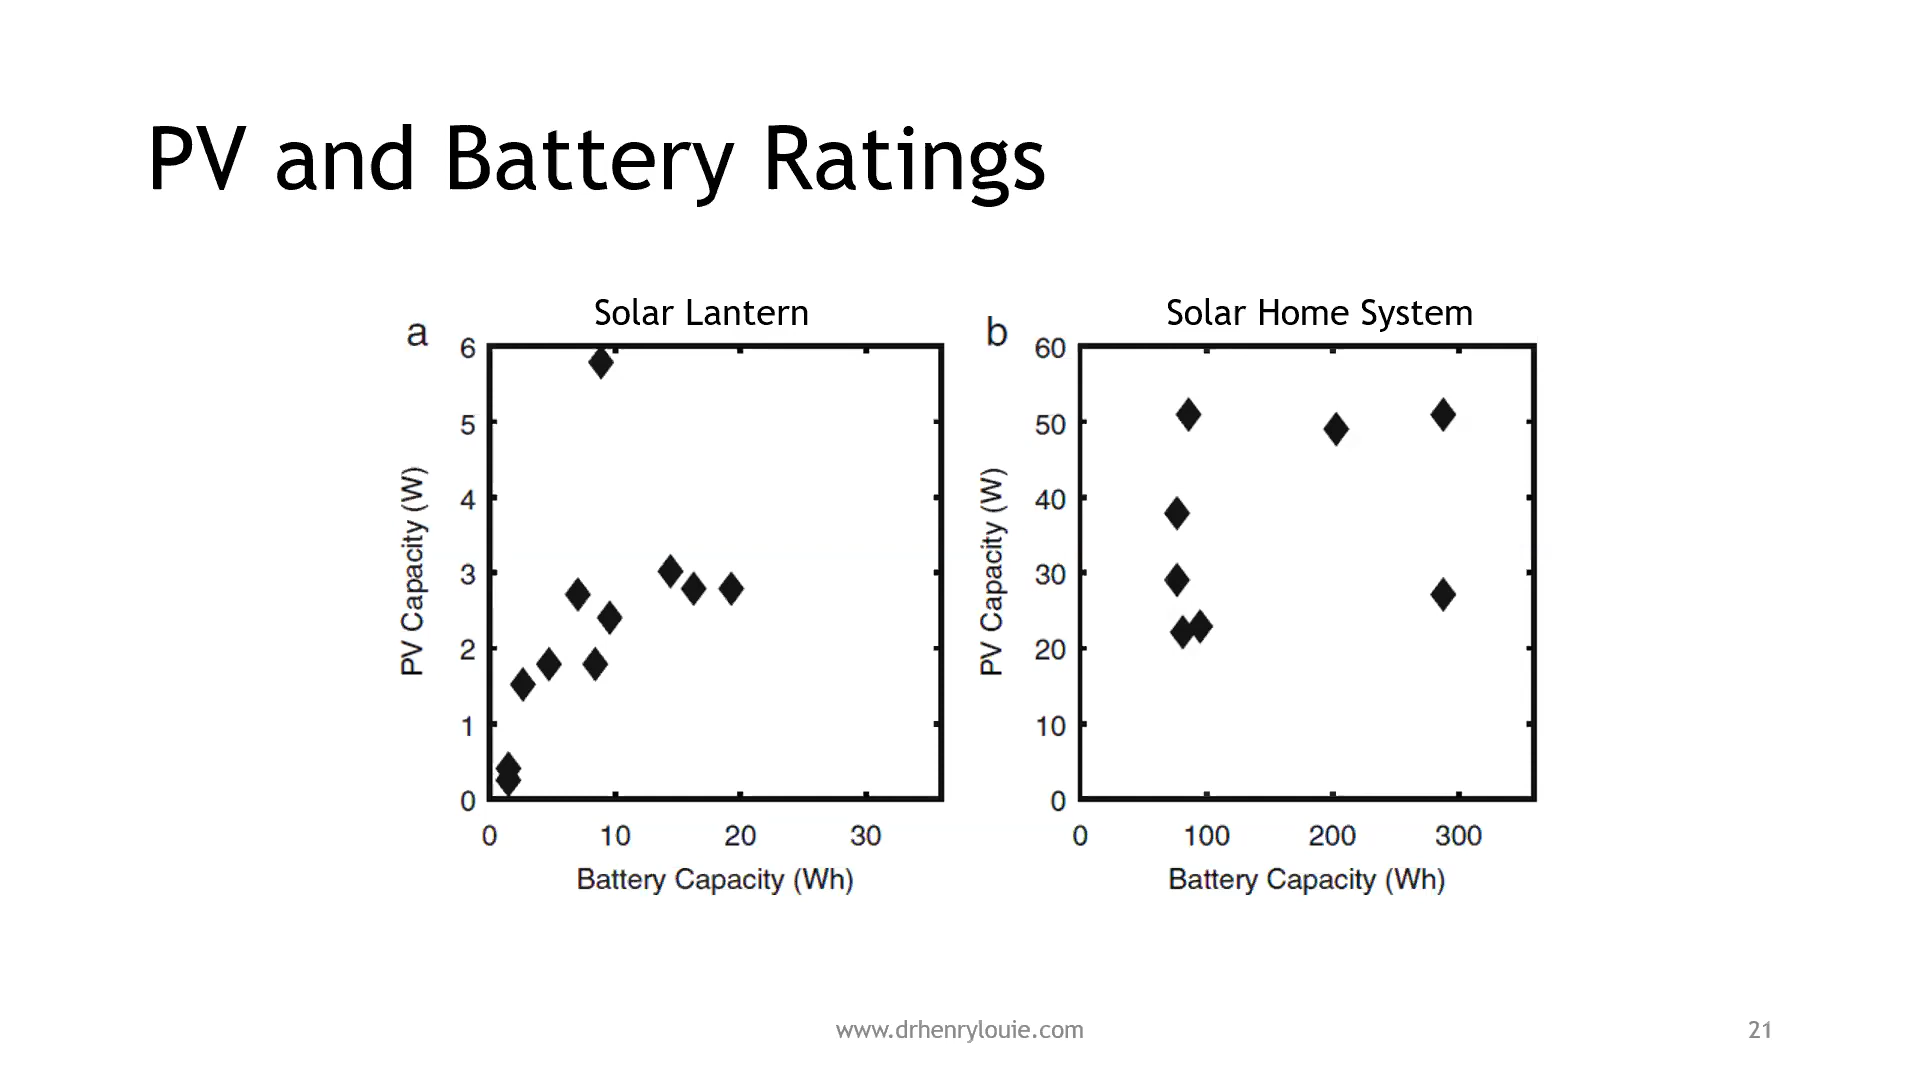 PV and Battery Ratings
a
Solar Lantern
6
5
4
3
2
1
0
PV Capacity (W)
0 10 20 30
Battery Capacity (Wh)
b
Solar Home System
60
50
40
30
20
10
0
PV Capacity (W)
0 100 200 300
Battery Capacity (Wh)
www.drhenrylouie.com
21